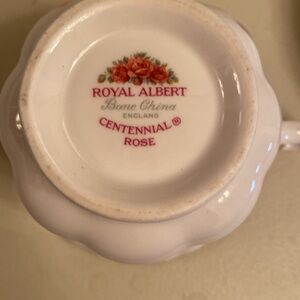 ROYAL ALBERT
Bone China
ENGLAND
CENTENNIAL ®
ROSE